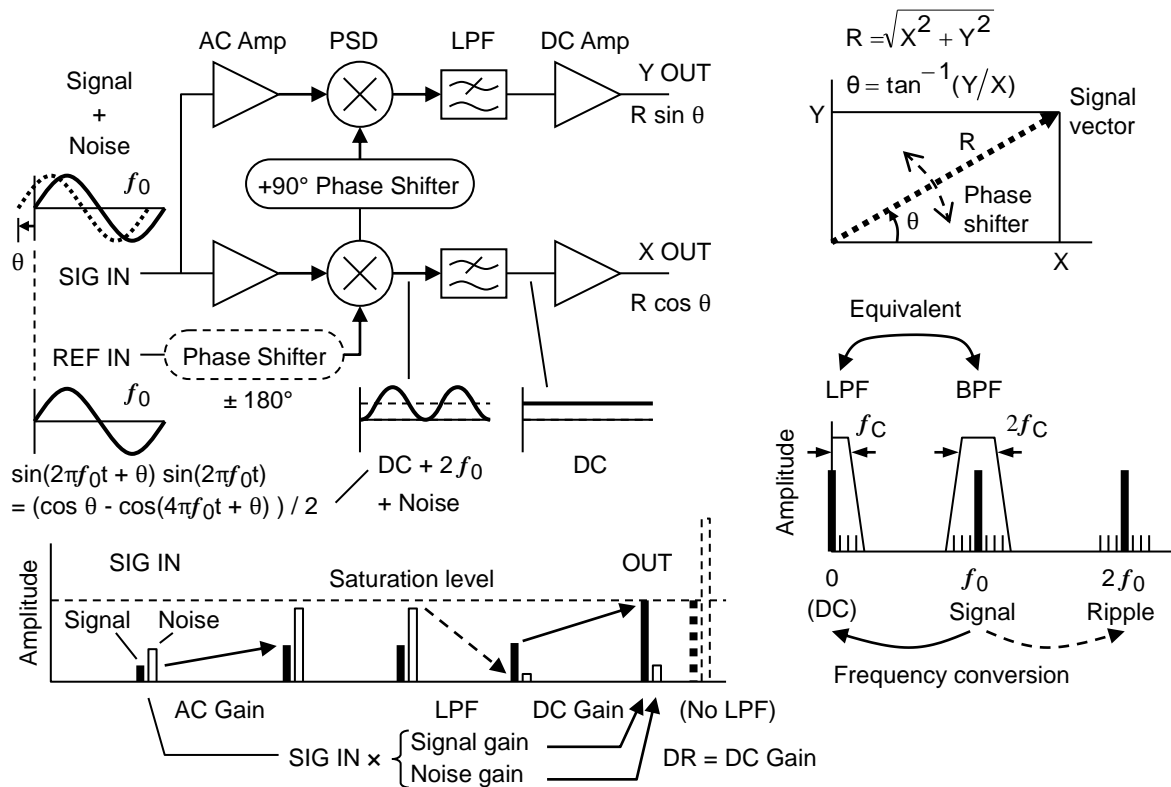 AC Amp PSD LPF DC Amp
Signal
+
Noise
f0
θ
SIG IN
+90° Phase Shifter
Y OUT
R sin θ
X OUT
R cos θ
REF IN
Phase Shifter
± 180°
f0
DC + 2f0
+ Noise
DC
sin(2πf0t + θ) sin(2πf0t)
= (cos θ - cos(4πf0t + θ) ) / 2
R = √X² + Y²
θ = tan⁻¹ (Y/X)
Y
Signal
vector
R
Phase
shifter
θ
X
Equivalent
LPF BPF
fC 2fC
Amplitude
0 f0 2f0
(DC) Signal Ripple
Frequency conversion
Amplitude
SIG IN
Saturation level
OUT
Signal
Noise
AC Gain LPF DC Gain (No LPF)
SIG IN × { Signal gain
Noise gain
DR = DC Gain